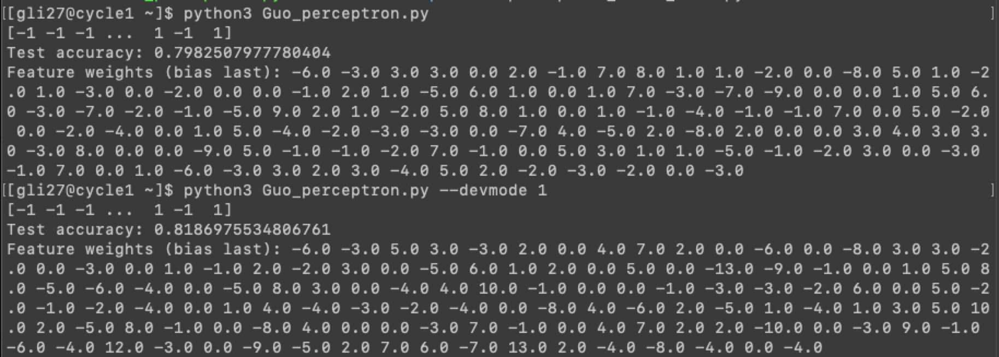 [[gli27@cycle1 ~]$ python3 Guo_perceptron.py ]
[-1 -1 -1 ...  1 -1  1]
Test accuracy: 0.7982507977780404
Feature weights (bias last): -6.0 -3.0 3.0 3.0 0.0 2.0 -1.0 7.0 8.0 1.0 1.0 -2.0 0.0 -8.0 5.0 1.0 -2
.0 1.0 -3.0 0.0 -2.0 0.0 0.0 -1.0 2.0 1.0 -5.0 6.0 1.0 0.0 1.0 7.0 -3.0 -7.0 -9.0 0.0 0.0 1.0 5.0 6.
0 -3.0 -7.0 -2.0 -1.0 -5.0 9.0 2.0 1.0 -2.0 5.0 8.0 1.0 0.0 1.0 -1.0 -4.0 -1.0 -1.0 7.0 0.0 5.0 -2.0
0.0 -2.0 -4.0 0.0 1.0 5.0 -4.0 -2.0 -3.0 -3.0 0.0 -7.0 4.0 -5.0 2.0 -8.0 2.0 0.0 0.0 3.0 4.0 3.0 3.
0 -3.0 8.0 0.0 0.0 -9.0 5.0 -1.0 -1.0 -2.0 7.0 -1.0 0.0 5.0 3.0 1.0 1.0 -5.0 -1.0 -2.0 3.0 0.0 -3.0
-1.0 7.0 0.0 1.0 -6.0 -3.0 3.0 2.0 3.0 -4.0 5.0 2.0 -2.0 -3.0 -2.0 0.0 -3.0
[[gli27@cycle1 ~]$ python3 Guo_perceptron.py --devmode 1 ]
[-1 -1 -1 ...  1 -1  1]
Test accuracy: 0.8186975534806761
Feature weights (bias last): -6.0 -3.0 5.0 3.0 -3.0 2.0 0.0 4.0 7.0 2.0 0.0 -6.0 0.0 -8.0 3.0 3.0 -2
.0 0.0 -3.0 0.0 1.0 -1.0 2.0 -2.0 3.0 0.0 -5.0 6.0 1.0 2.0 0.0 5.0 0.0 -13.0 -9.0 -1.0 0.0 1.0 5.0 8
.0 -5.0 -6.0 -4.0 0.0 -5.0 8.0 3.0 0.0 -4.0 4.0 10.0 -1.0 0.0 0.0 -1.0 -3.0 -3.0 -2.0 6.0 0.0 5.0 -2
.0 -1.0 -2.0 -4.0 0.0 1.0 4.0 -4.0 -3.0 -2.0 -4.0 0.0 -8.0 4.0 -6.0 2.0 -5.0 1.0 -4.0 1.0 3.0 5.0 10
.0 2.0 -5.0 8.0 -1.0 0.0 -8.0 4.0 0.0 0.0 -3.0 7.0 -1.0 0.0 4.0 7.0 2.0 2.0 -10.0 0.0 -3.0 9.0 -1.0
-6.0 -4.0 12.0 -3.0 0.0 -9.0 -5.0 2.0 7.0 6.0 -7.0 13.0 2.0 -4.0 -8.0 -4.0 0.0 -4.0